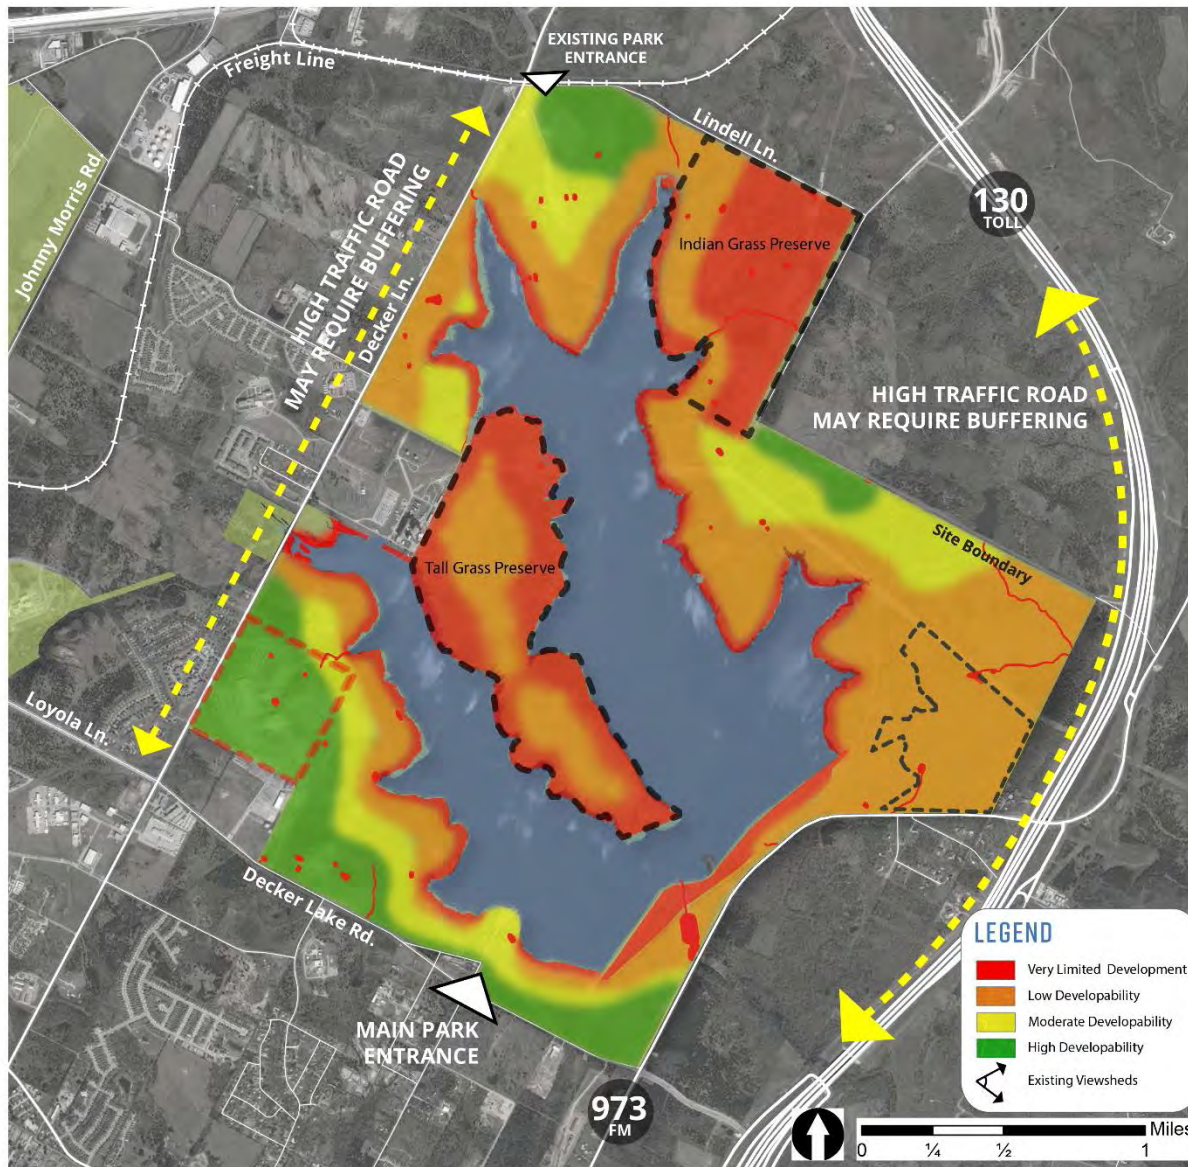 EXISTING PARK
ENTRANCE
Freight Line
Lindell Ln.
Johnny Morris Rd
HIGH TRAFFIC ROAD
MAY REQUIRE BUFFERING
Decker Ln.
130
TOLL
Indian Grass Preserve
HIGH TRAFFIC ROAD
MAY REQUIRE BUFFERING
Site Boundary
Tall Grass Preserve
Loyola Ln.
Decker Lake Rd.
MAIN PARK
ENTRANCE
973
FM
LEGEND
Very Limited Development
Low Developability
Moderate Developability
High Developability
Existing Viewsheds
Miles
0 ¼ ½ 1